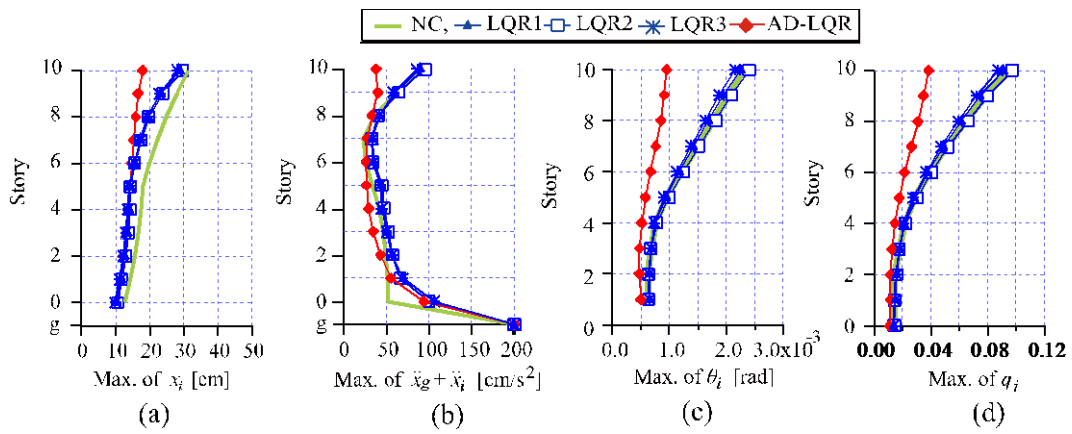 NC, LQR1 LQR2 LQR3 AD-LQR
10
8
6
4
2
0
g
Story
0 10 20 30 40 50
Max. of xᵢ [cm]
(a)
10
8
6
4
2
0
g
Story
0 50 100 150 200
Max. of ẍg + ẍᵢ [cm/s²]
(b)
10
8
6
4
2
0
Story
0 1.0 2.0 3.0x10⁻³
Max. of θᵢ [rad]
(c)
10
8
6
4
2
0
Story
0.00 0.04 0.08 0.12
Max. of qᵢ
(d)